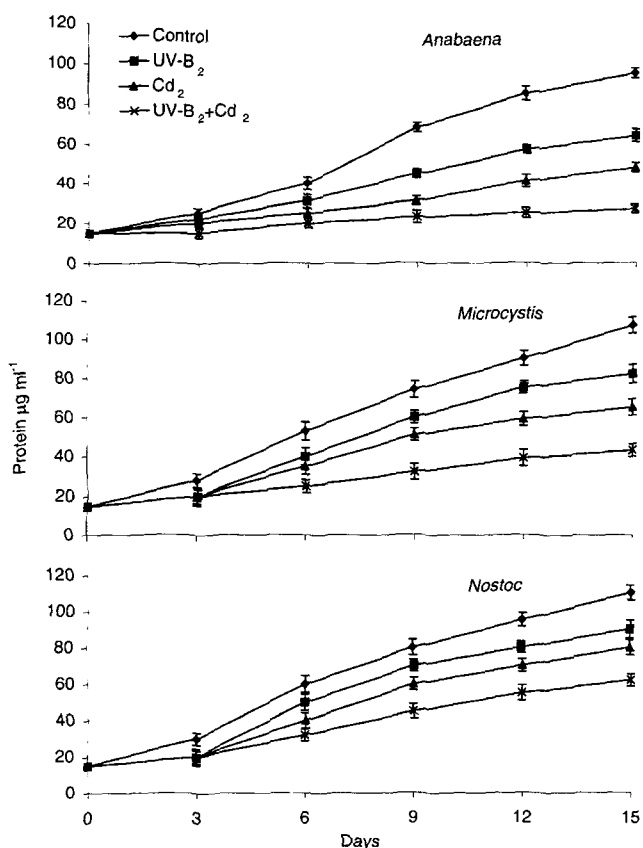 120
100
80
60
40
20
0
Control
UV-B₂
Cd₂
UV-B₂+Cd₂
Anabaena
120
100
80
60
40
20
0
Microcystis
Protein µg ml⁻¹
120
100
80
60
40
20
0
Nostoc
0 3 6 9 12 15
Days